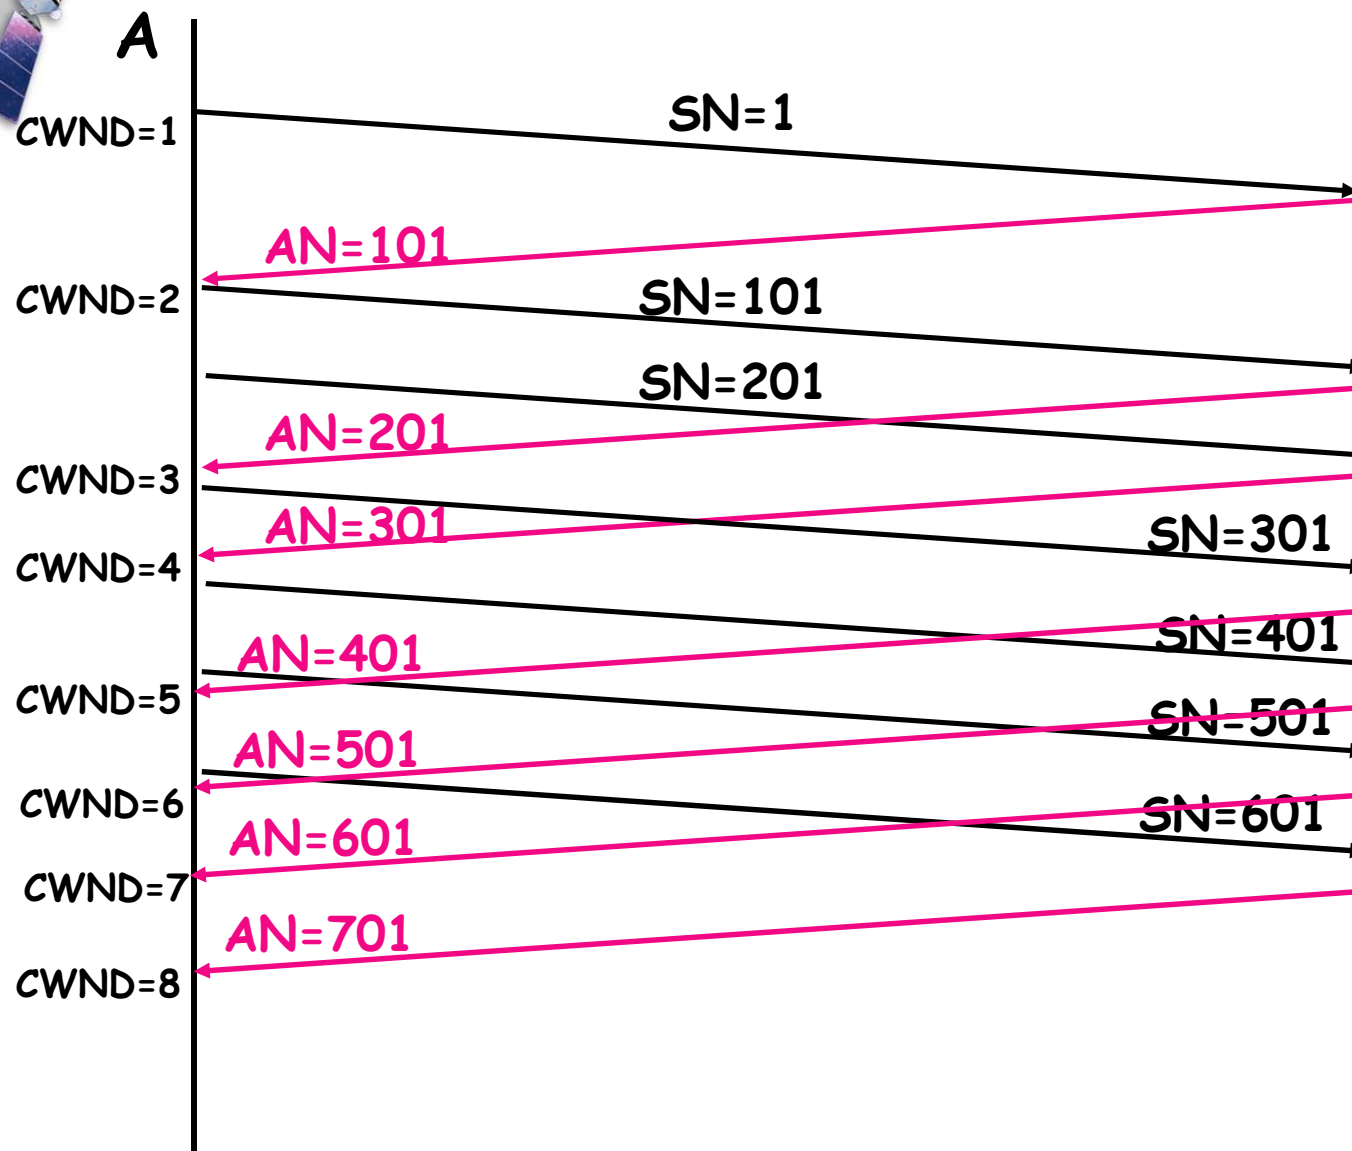 A
SN=1
CWND=1
AN=101
CWND=2
SN=101
SN=201
AN=201
CWND=3
AN=301
SN=301
CWND=4
SN=401
AN=401
CWND=5
SN=501
AN=501
CWND=6
SN=601
AN=601
CWND=7
AN=701
CWND=8